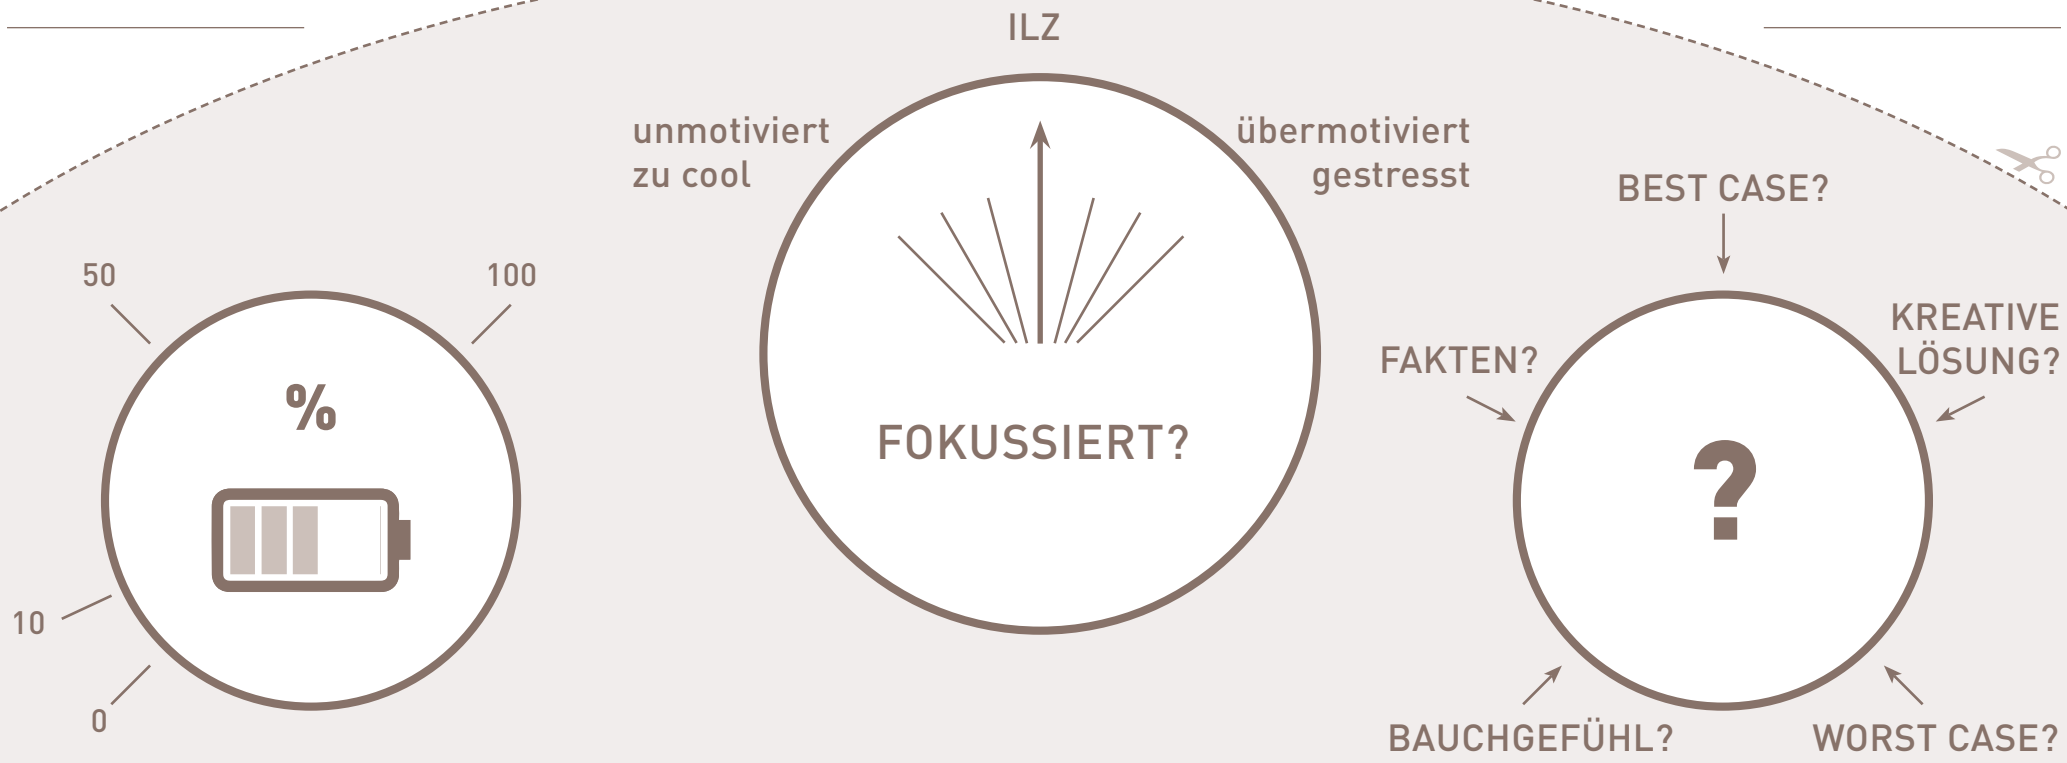 ILZ
unmotiviert
zu cool
übermotiviert
gestresst
FOKUSSIERT?
50
100
%
10
0
BEST CASE?
KREATIVE
LÖSUNG?
FAKTEN?
?
BAUCHGEFÜHL?
WORST CASE?